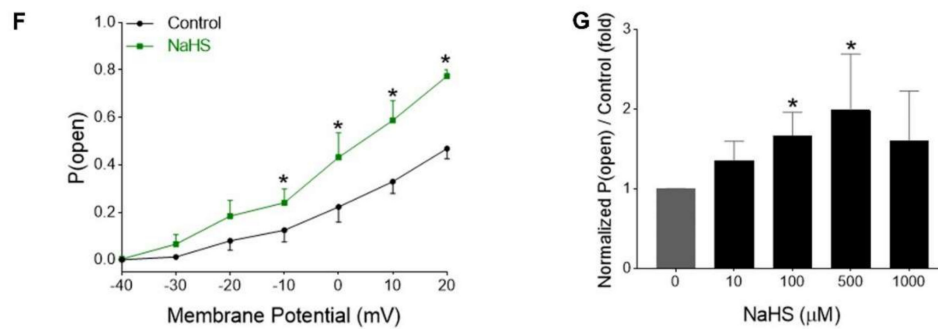 F
Control
NaHS
P(open)
1.0
0.8
0.6
0.4
0.2
0.0
* * * *
-40 -30 -20 -10 0 10 20
Membrane Potential (mV)
G
Normalized P(open) / Control (fold)
3
2
1
0
* *
0 10 100 500 1000
NaHS (µM)